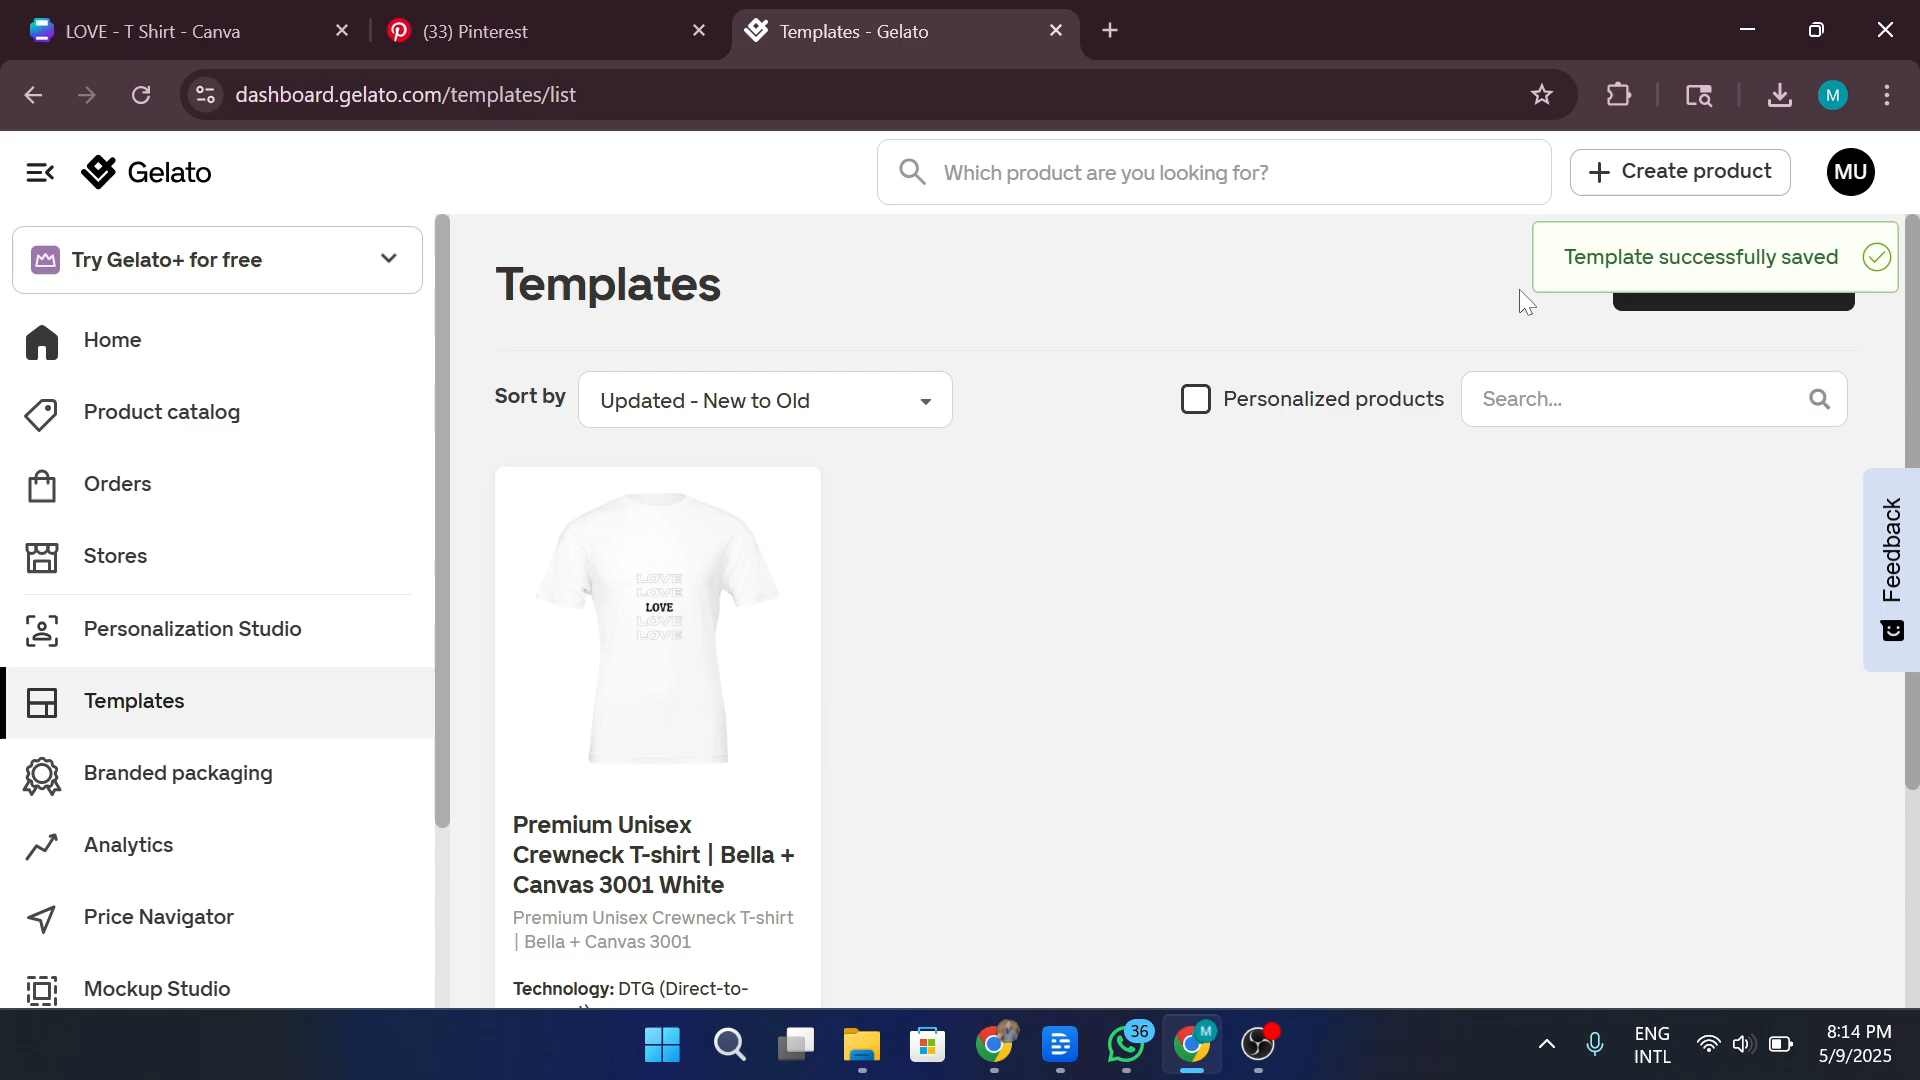 LOVE - T Shirt - Canva
(33) Pinterest
Templates - Gelato
dashboard.gelato.com/templates/list
M
Gelato
Which product are you looking for?
Create product
MU
Try Gelato+ for free
Template successfully saved
Templates
Home
Product catalog
Orders
Stores
Personalization Studio
Templates
Branded packaging
Analytics
Price Navigator
Mockup Studio
Sort by
Updated - New to Old
Personalized products
Search...
LOVE
LOVE
LOVE
LOVE
LOVE
Premium Unisex
Crewneck T-shirt | Bella +
Canvas 3001 White
Premium Unisex Crewneck T-shirt
| Bella + Canvas 3001
Technology: DTG (Direct-to-
Feedback
36
M
ENG
INTL
8:14 PM
5/9/2025